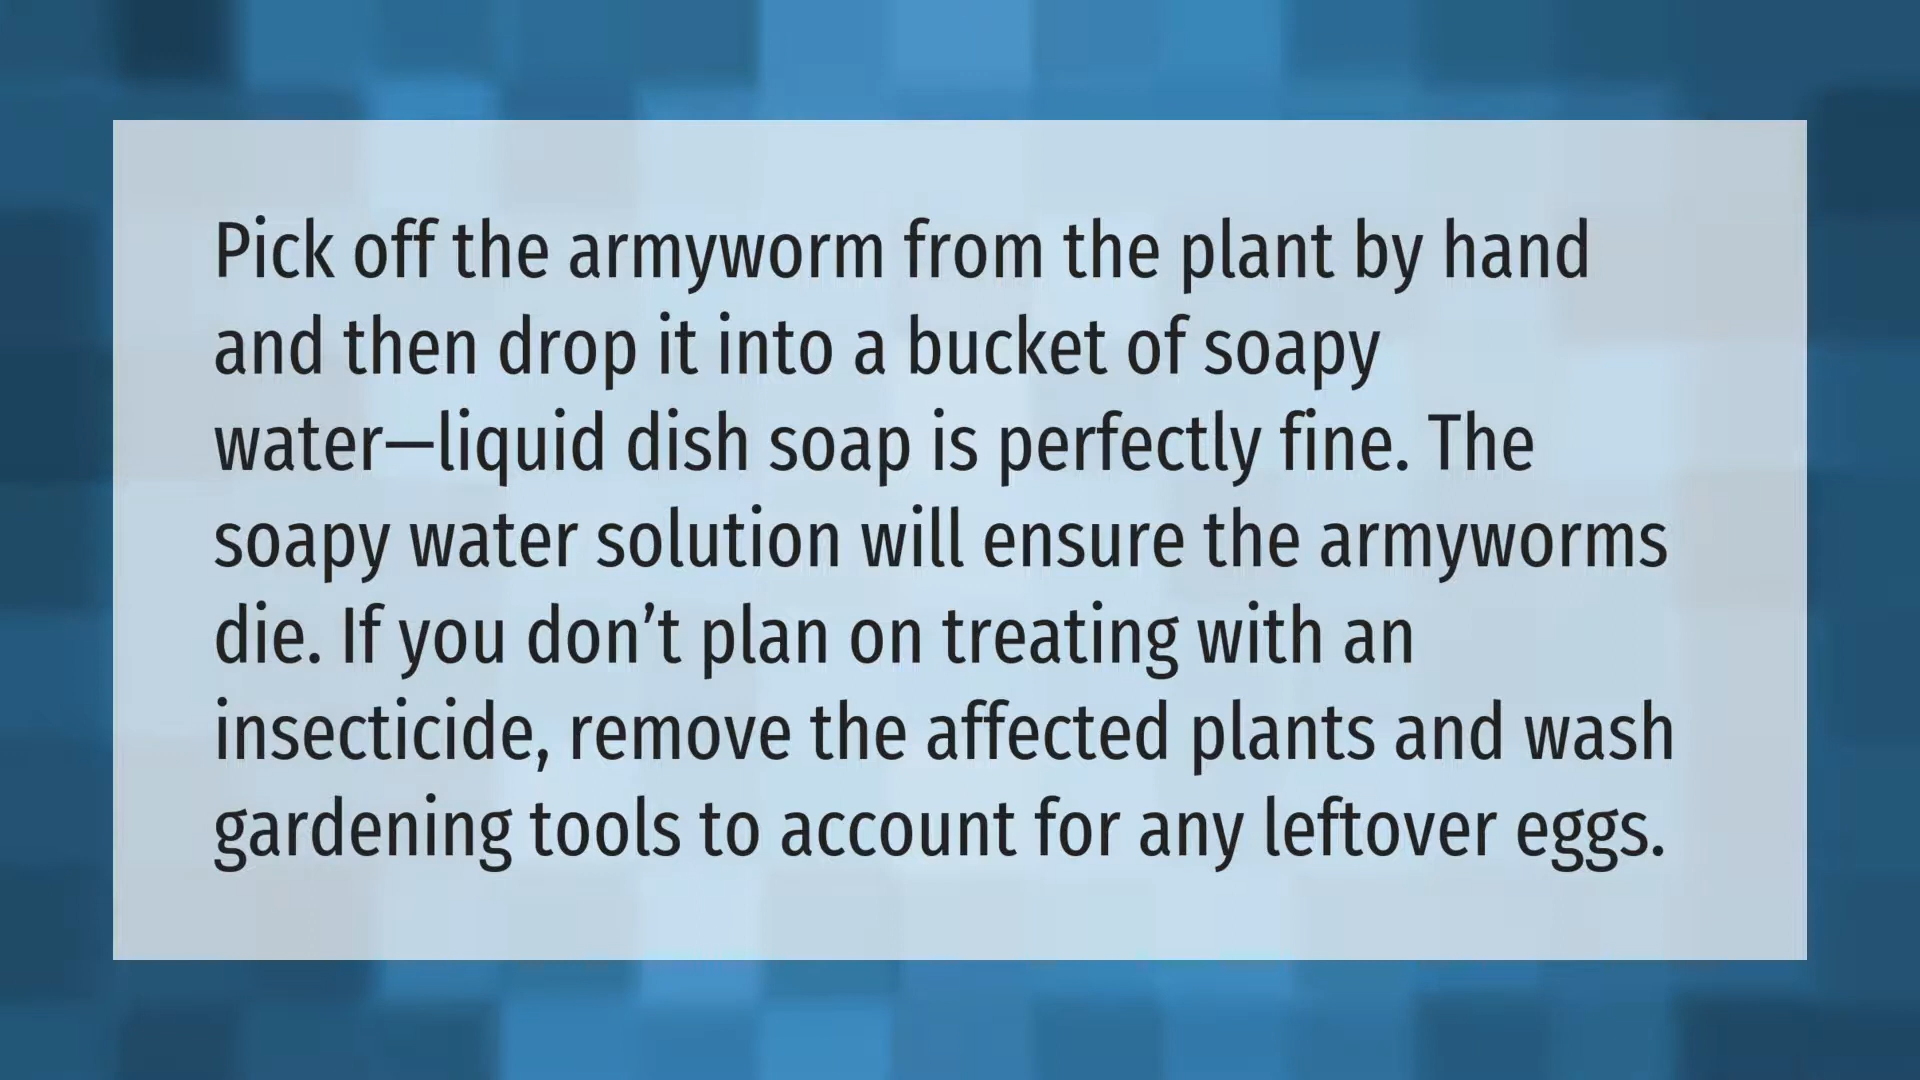 Pick off the armyworm from the plant by hand
and then drop it into a bucket of soapy
water—liquid dish soap is perfectly fine. The
soapy water solution will ensure the armyworms
die. If you don’t plan on treating with an
insecticide, remove the affected plants and wash
gardening tools to account for any leftover eggs.